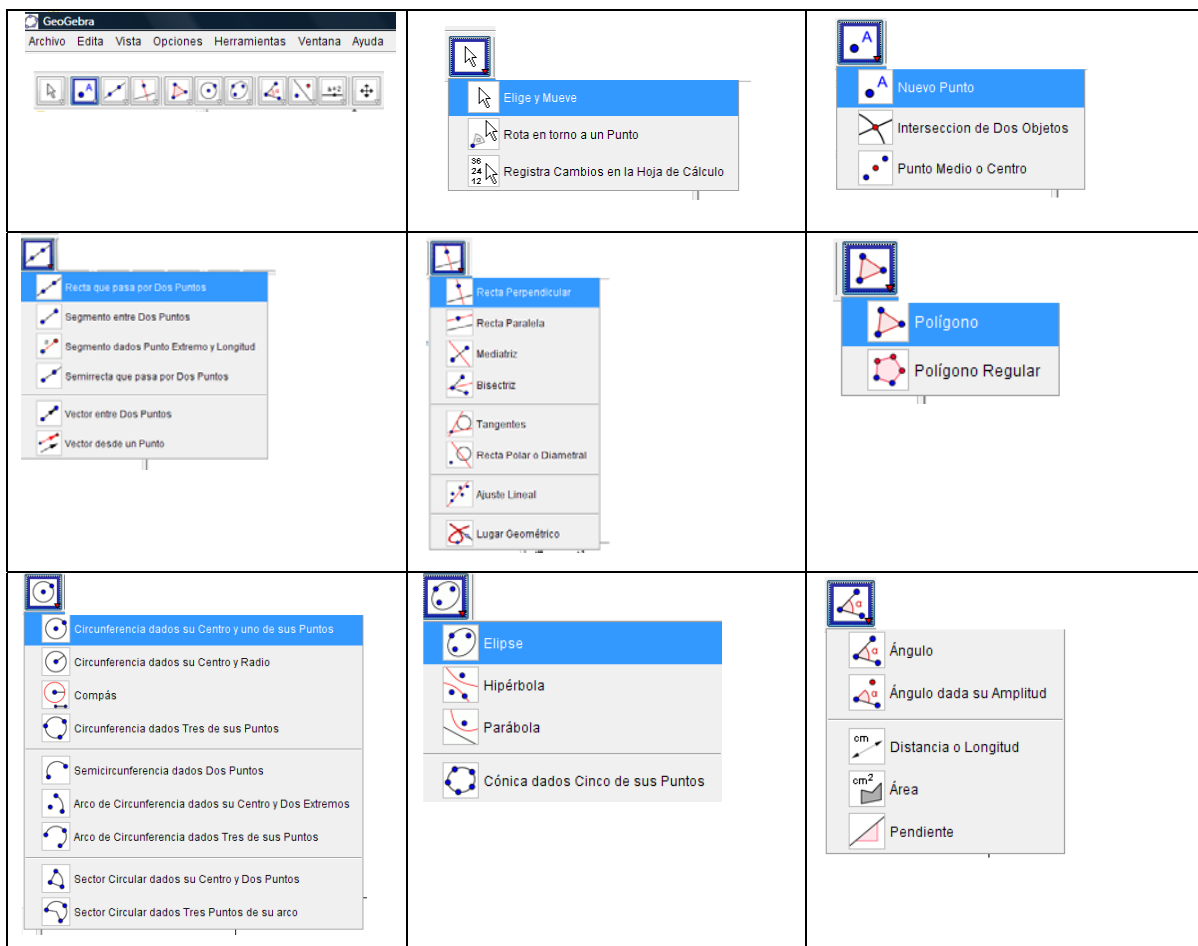 GeoGebra
Archivo Edita Vista Opciones Herramientas Ventana Ayuda
A a=2
Elige y Mueve
Rota en torno a un Punto
36
24
12
Registra Cambios en la Hoja de Cálculo
A
A
Nuevo Punto
Interseccion de Dos Objetos
Punto Medio o Centro
Recta que pasa por Dos Puntos
Segmento entre Dos Puntos
a
Segmento dados Punto Extremo y Longitud
Semirrecta que pasa por Dos Puntos
Vector entre Dos Puntos
Vector desde un Punto
Recta Perpendicular
Recta Paralela
Mediatriz
Bisectriz
Tangentes
Recta Polar o Diametral
Ajuste Lineal
Lugar Geométrico
Polígono
Polígono Regular
Circunferencia dados su Centro y uno de sus Puntos
Circunferencia dados su Centro y Radio
Compás
Circunferencia dados Tres de sus Puntos
Semicircunferencia dados Dos Puntos
Arco de Circunferencia dados su Centro y Dos Extremos
Arco de Circunferencia dados Tres de sus Puntos
Sector Circular dados su Centro y Dos Puntos
Sector Circular dados Tres Puntos de su arco
Elipse
Hipérbola
Parábola
Cónica dados Cinco de sus Puntos
α
α Ángulo
α Ángulo dada su Amplitud
cm Distancia o Longitud
cm² Área
Pendiente